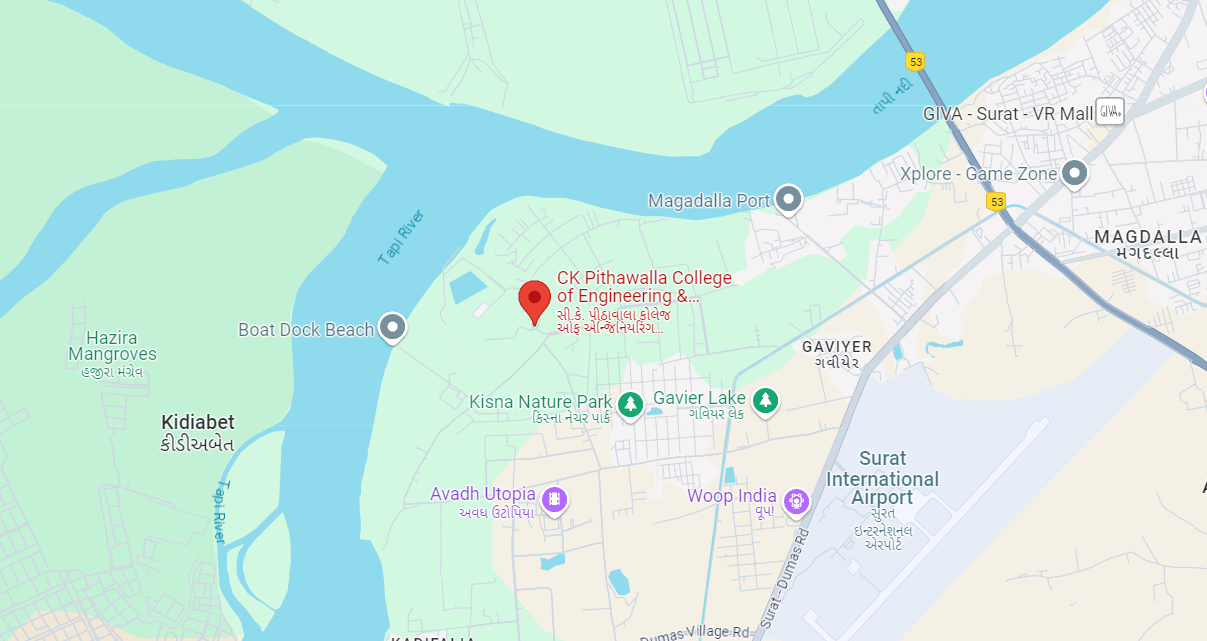 53
તાપી નદી
GIVA - Surat - VR Mall
GIVA
Xplore - Game Zone
Magadalla Port
53
Tapi River
MAGDALLA
મગદલ્લા
CK Pithawalla College
of Engineering &...
સી.કે. પીઠાવાલા કોલેજ
ઓફ એન્જિનિયરિંગ...
Boat Dock Beach
Hazira
Mangroves
હજીરા મંગ્રેવ
GAVIYER
ગવીયેર
Kisna Nature Park
કિસ્ના નેચર પાર્ક
Gavier Lake
ગવિયર લેક
Kidiabet
કીડીઅબેત
Surat
International
Airport
સુરત
ઇન્ટરનેશનલ
એરપોર્ટ
Avadh Utopia
અવધ ઉટોપિયા
Woop India
વૂપ!
Tapi River
Surat - Dumas Rd
Dumas Village Rd